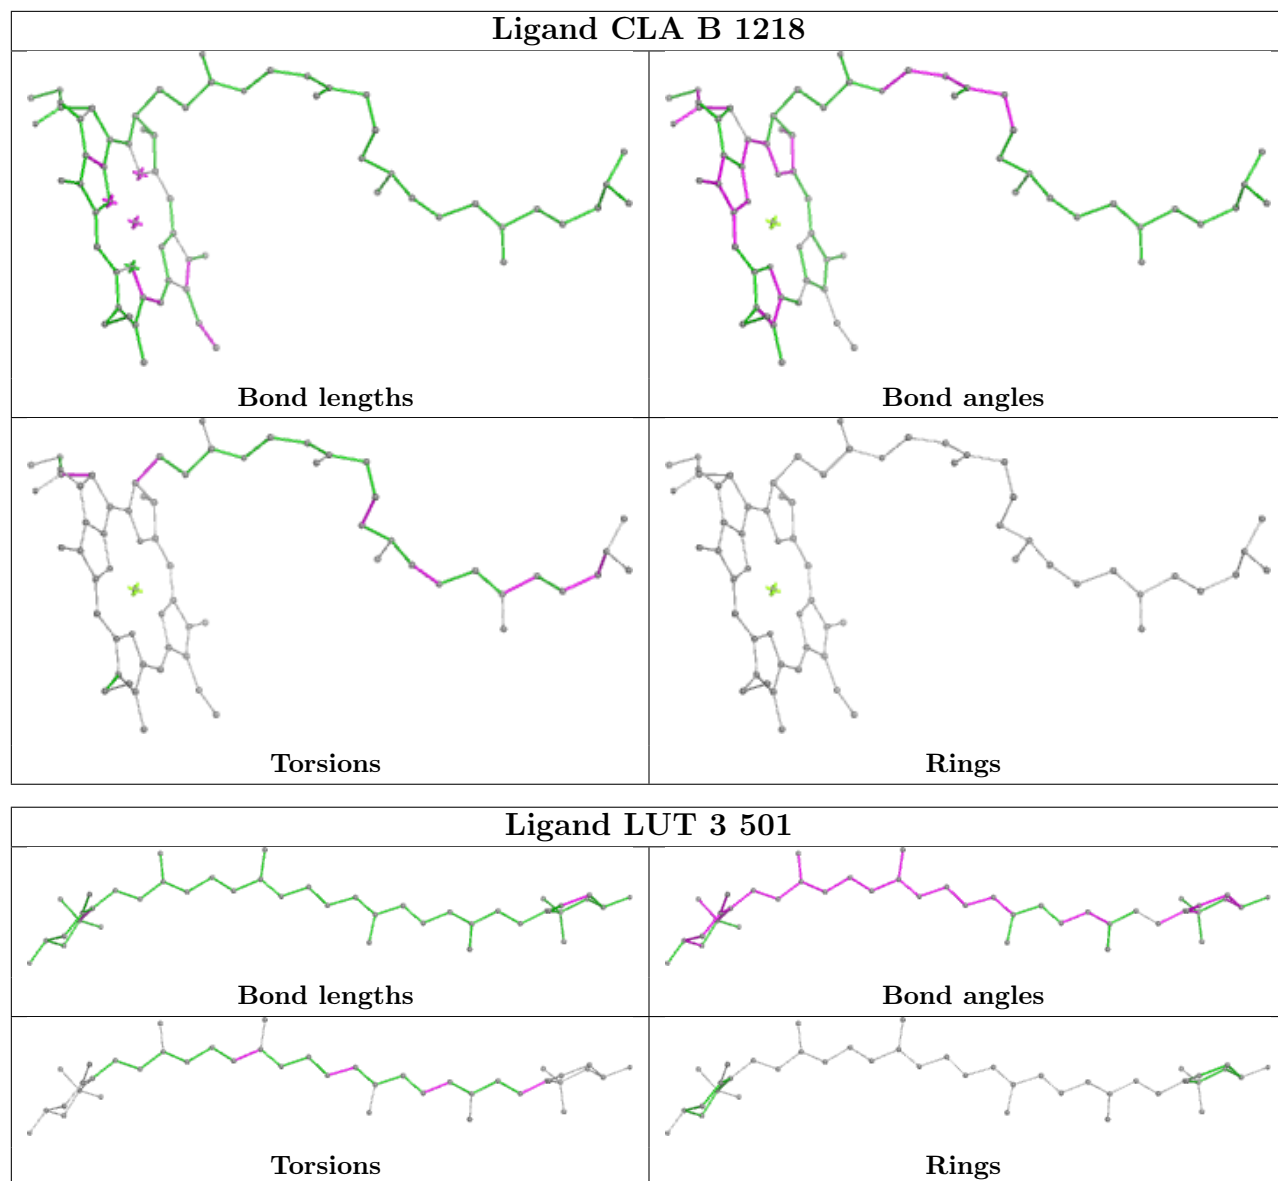 Ligand CLA B 1218
Bond lengths
Bond angles
Torsions
Rings
Ligand LUT 3 501
Bond lengths
Bond angles
Torsions
Rings